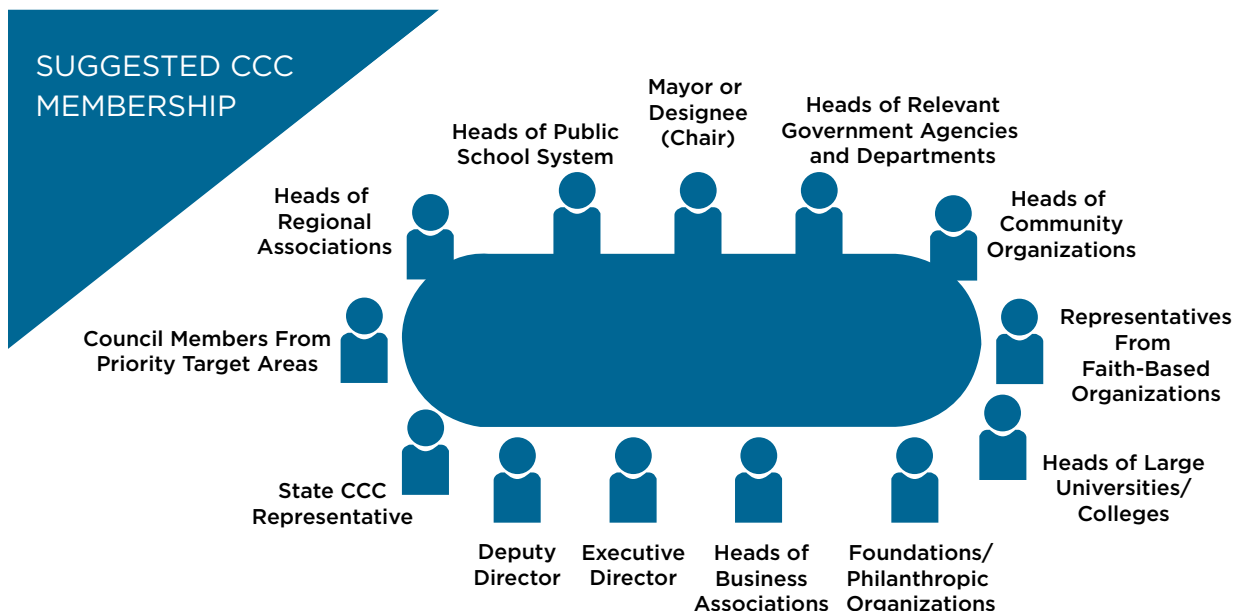 SUGGESTED CCC
MEMBERSHIP
Mayor or
Designee
(Chair)
Heads of Relevant
Government Agencies
and Departments
Heads of Public
School System
Heads of
Regional
Associations
Heads of
Community
Organizations
Council Members From
Priority Target Areas
Representatives
From
Faith-Based
Organizations
State CCC
Representative
Heads of Large
Universities/
Colleges
Deputy
Director
Executive
Director
Heads of
Business
Associations
Foundations/
Philanthropic
Organizations